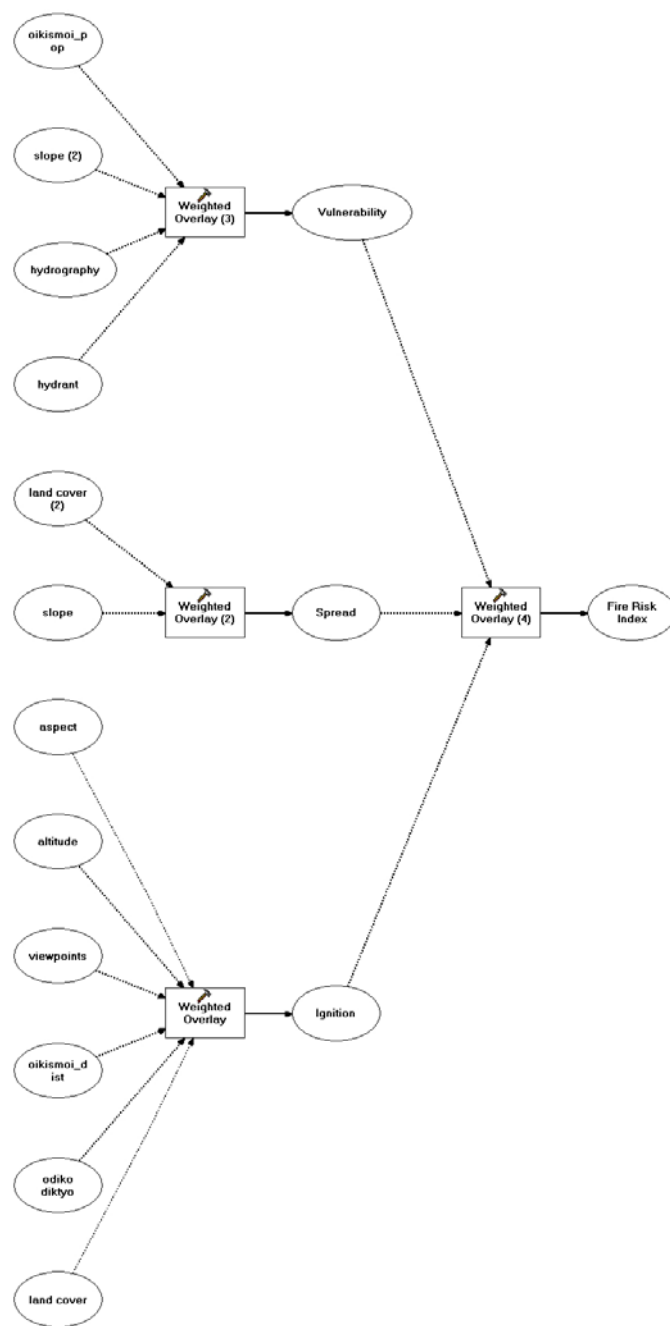 oikismoi_p
op
slope (2)
Weighted
Overlay (3)
Vulnerability
hydrography
hydrant
land cover
(2)
slope
Weighted
Overlay (2)
Spread
Weighted
Overlay (4)
Fire Risk
Index
aspect
altitude
viewpoints
Weighted
Overlay
Ignition
oikismoi_d
ist
odiko
diktyo
land cover